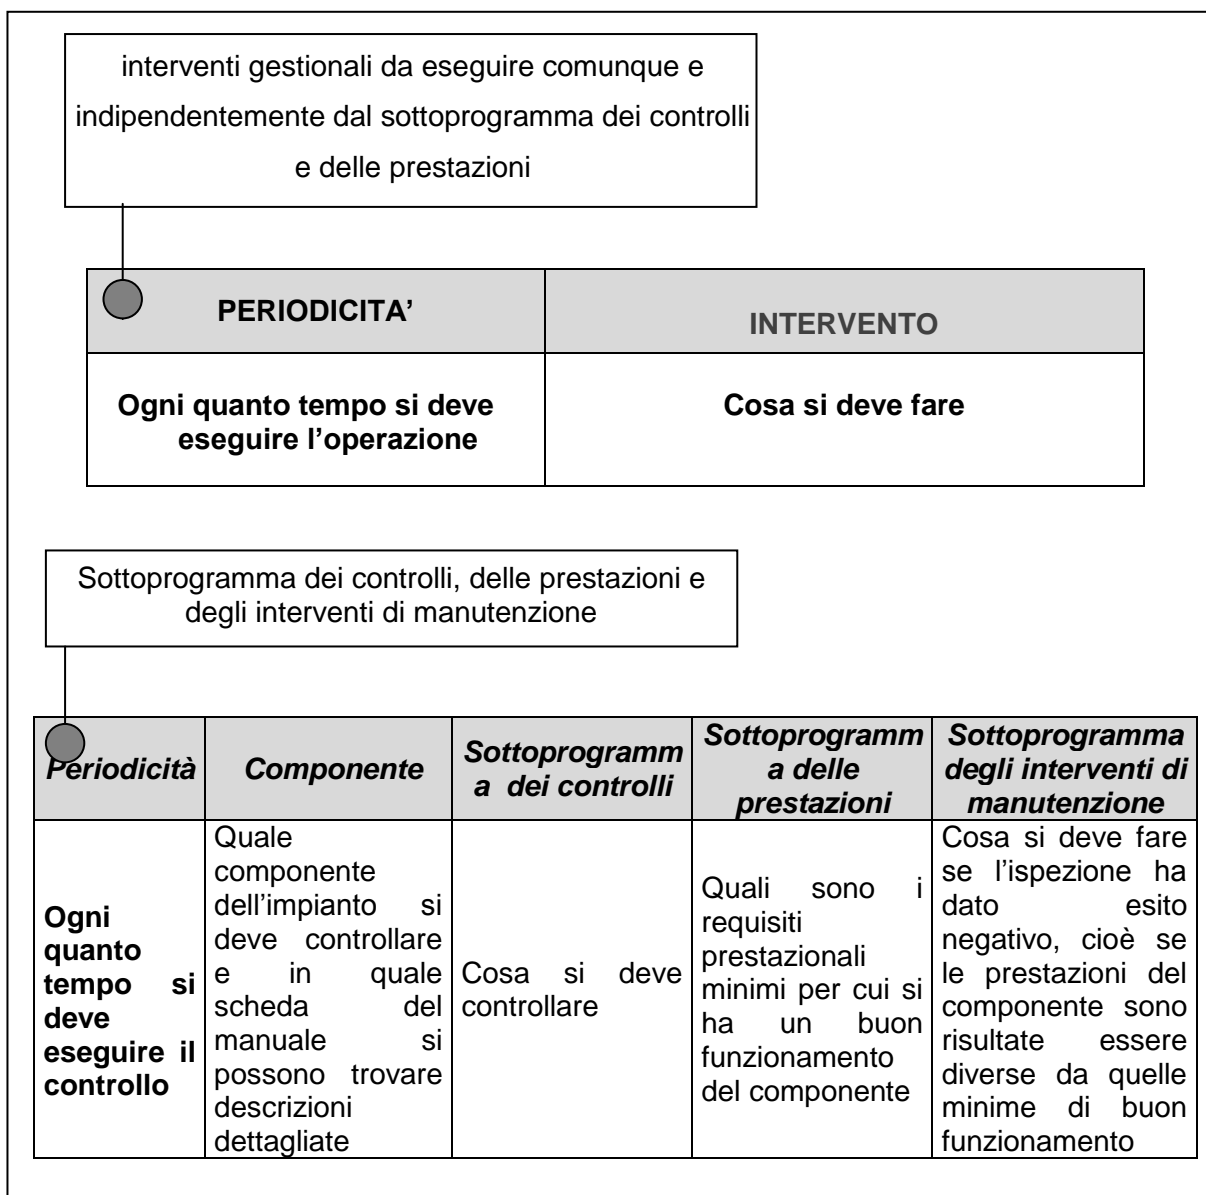 interventi gestionali da eseguire comunque e
indipendentemente dal sottoprogramma dei controlli
e delle prestazioni
PERIODICITA’
INTERVENTO
Ogni quanto tempo si deve
eseguire l’operazione
Cosa si deve fare
Sottoprogramma dei controlli, delle prestazioni e
degli interventi di manutenzione
Periodicità
Componente
Sottoprogramm
a dei controlli
Sottoprogramm
a delle
prestazioni
Sottoprogramma
degli interventi di
manutenzione
Ogni
quanto
tempo si
deve
eseguire il
controllo
Quale
componente
dell’impianto si
deve controllare
e in quale
scheda del
manuale si
possono trovare
descrizioni
dettagliate
Cosa si deve
controllare
Quali sono i
requisiti
prestazionali
minimi per cui si
ha un buon
funzionamento
del componente
Cosa si deve fare
se l’ispezione ha
dato esito
negativo, cioè se
le prestazioni del
componente sono
risultate essere
diverse da quelle
minime di buon
funzionamento